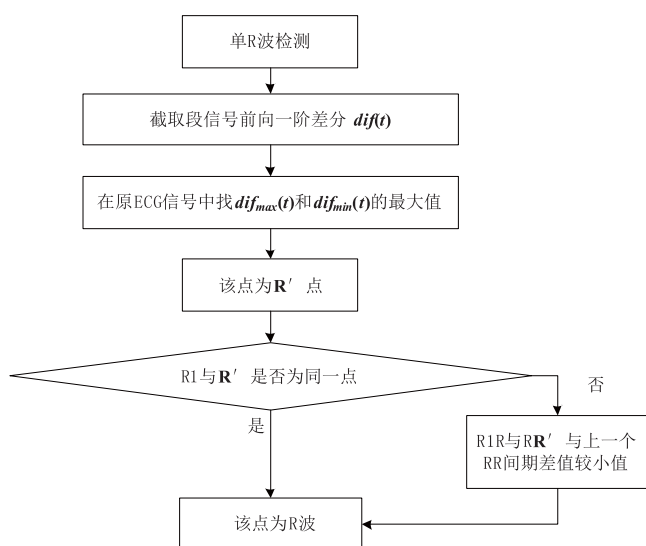 单R波检测
截取段信号前向一阶差分 dif(t)
在原ECG信号中找difmax(t)和difmin(t)的最大值
该点为R′ 点
R1与R′ 是否为同一点
否
是
R1R与RR′ 与上一个
RR间期差值较小值
该点为R波